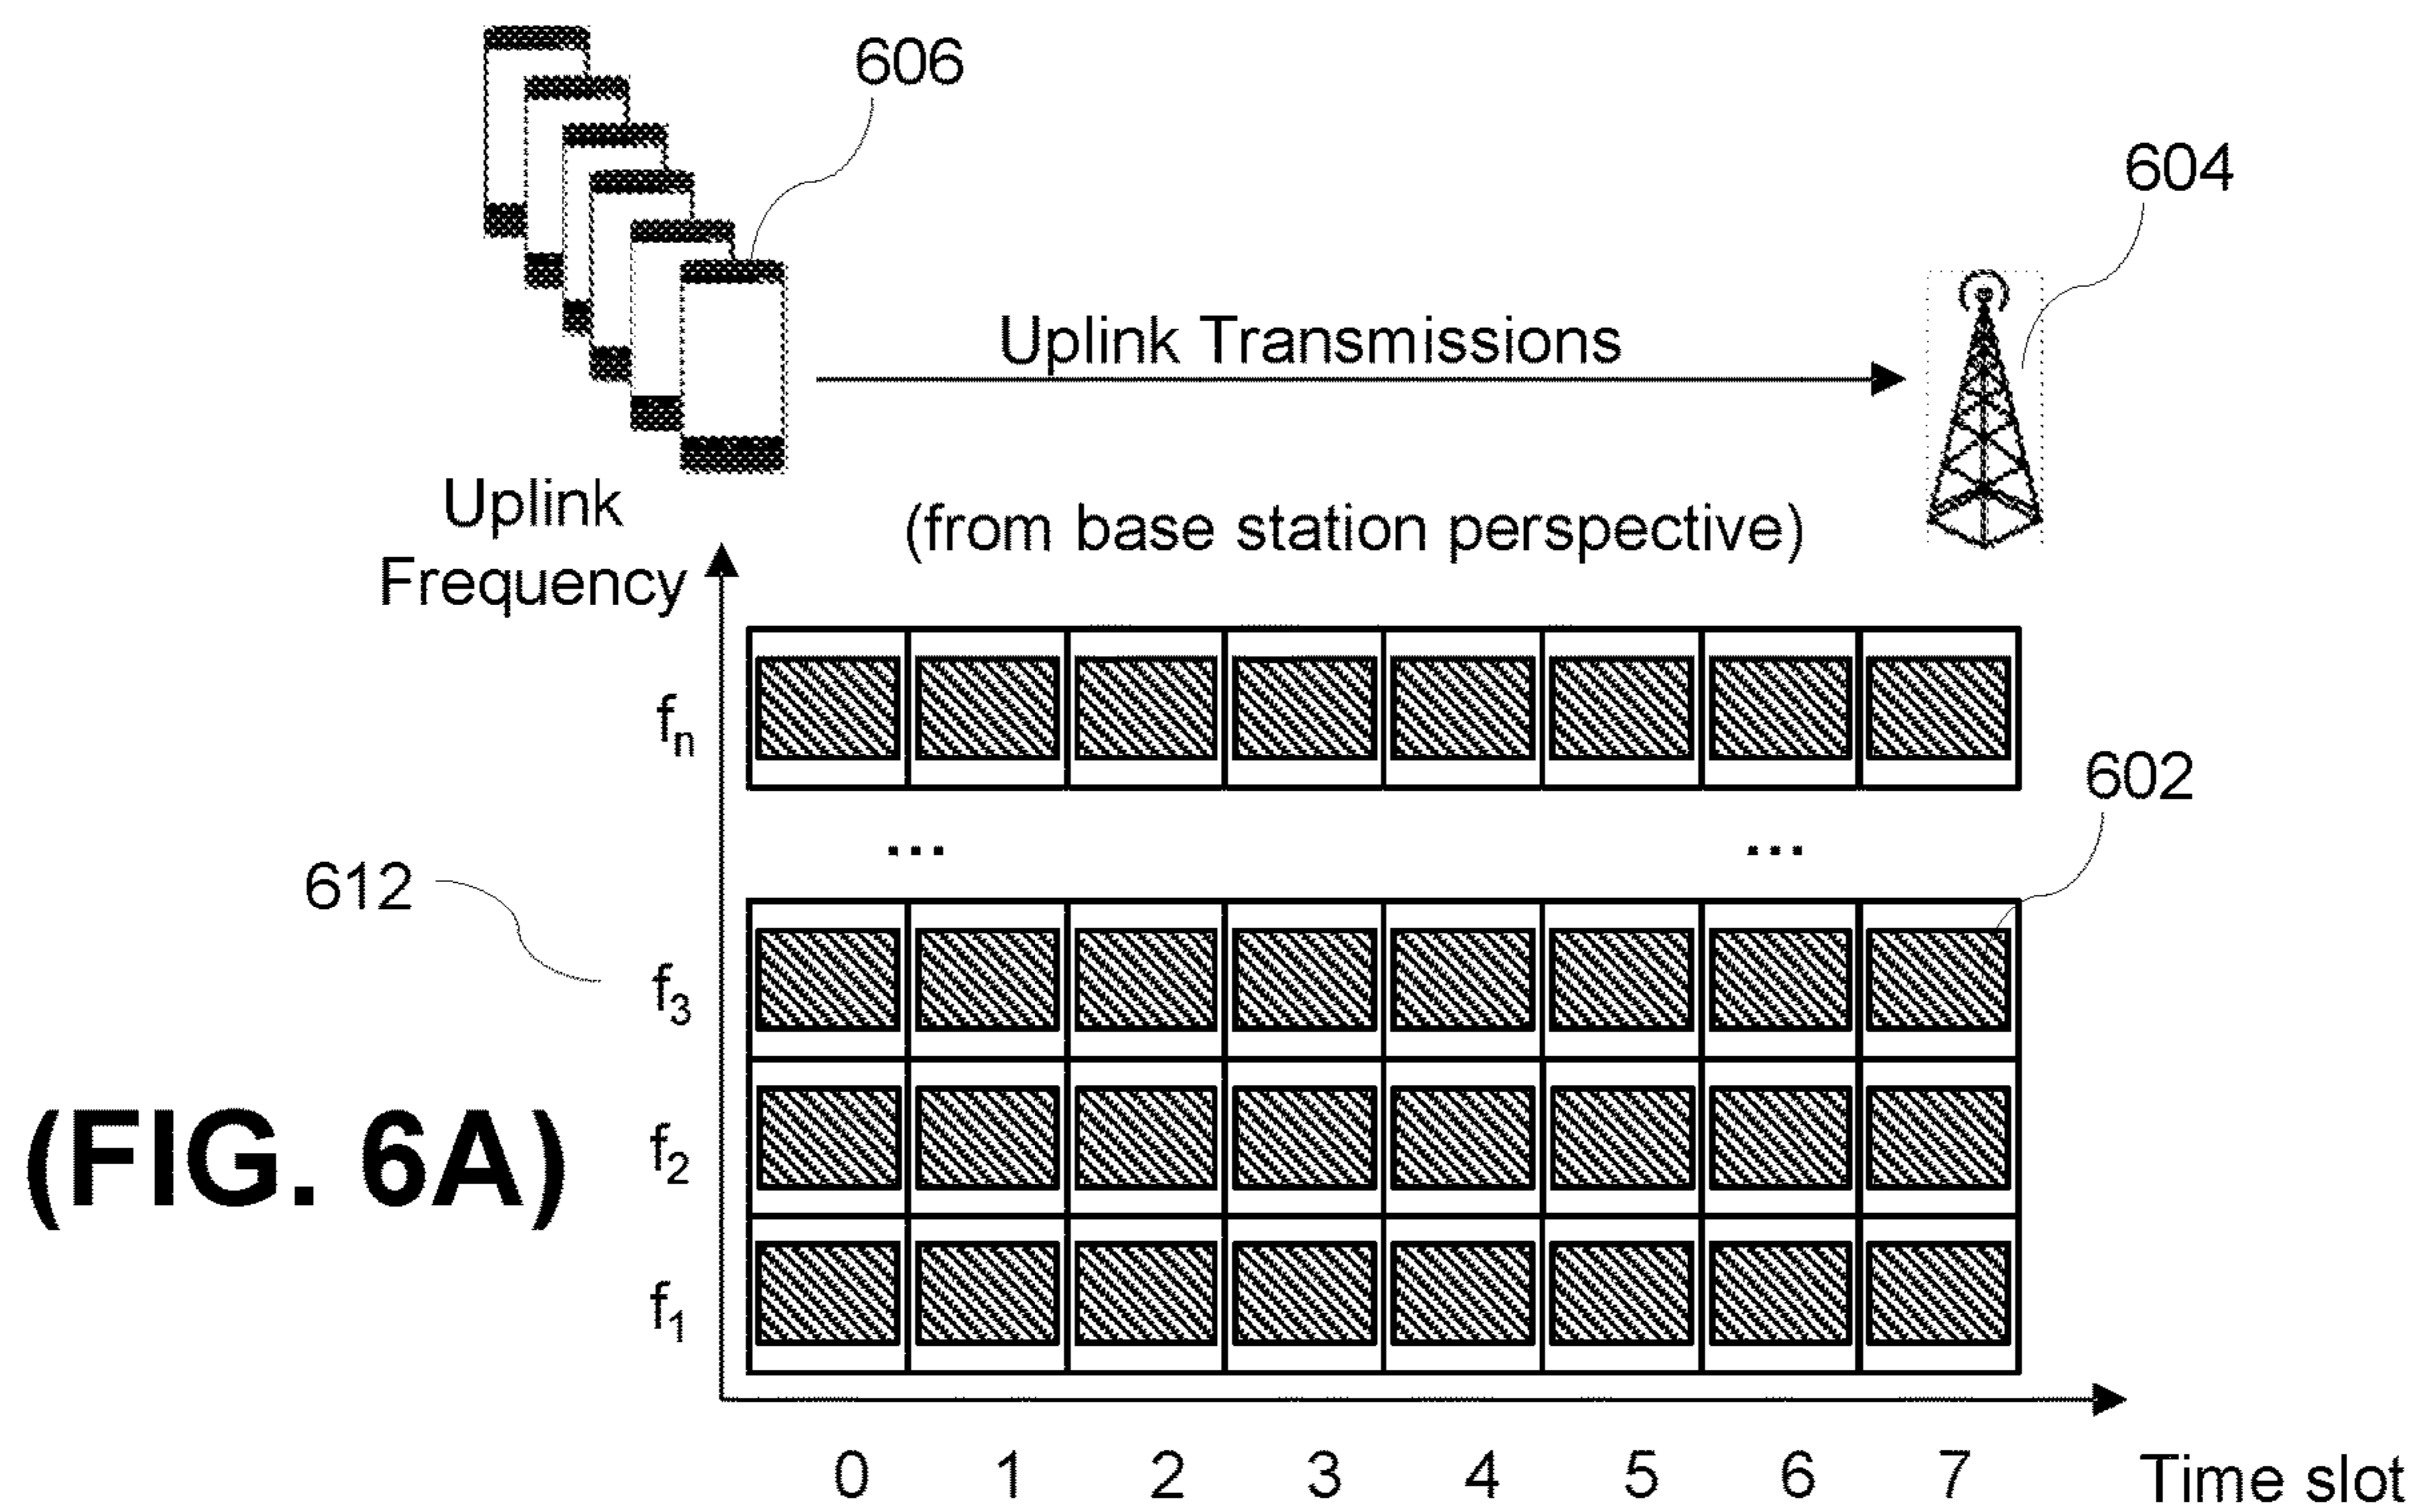 606
604
Uplink Transmissions
Uplink
Frequency
(from base station perspective)
fn
602
... ...
612
f3
(FIG. 6A)
f2
f1
0 1 2 3 4 5 6 7 Time slot